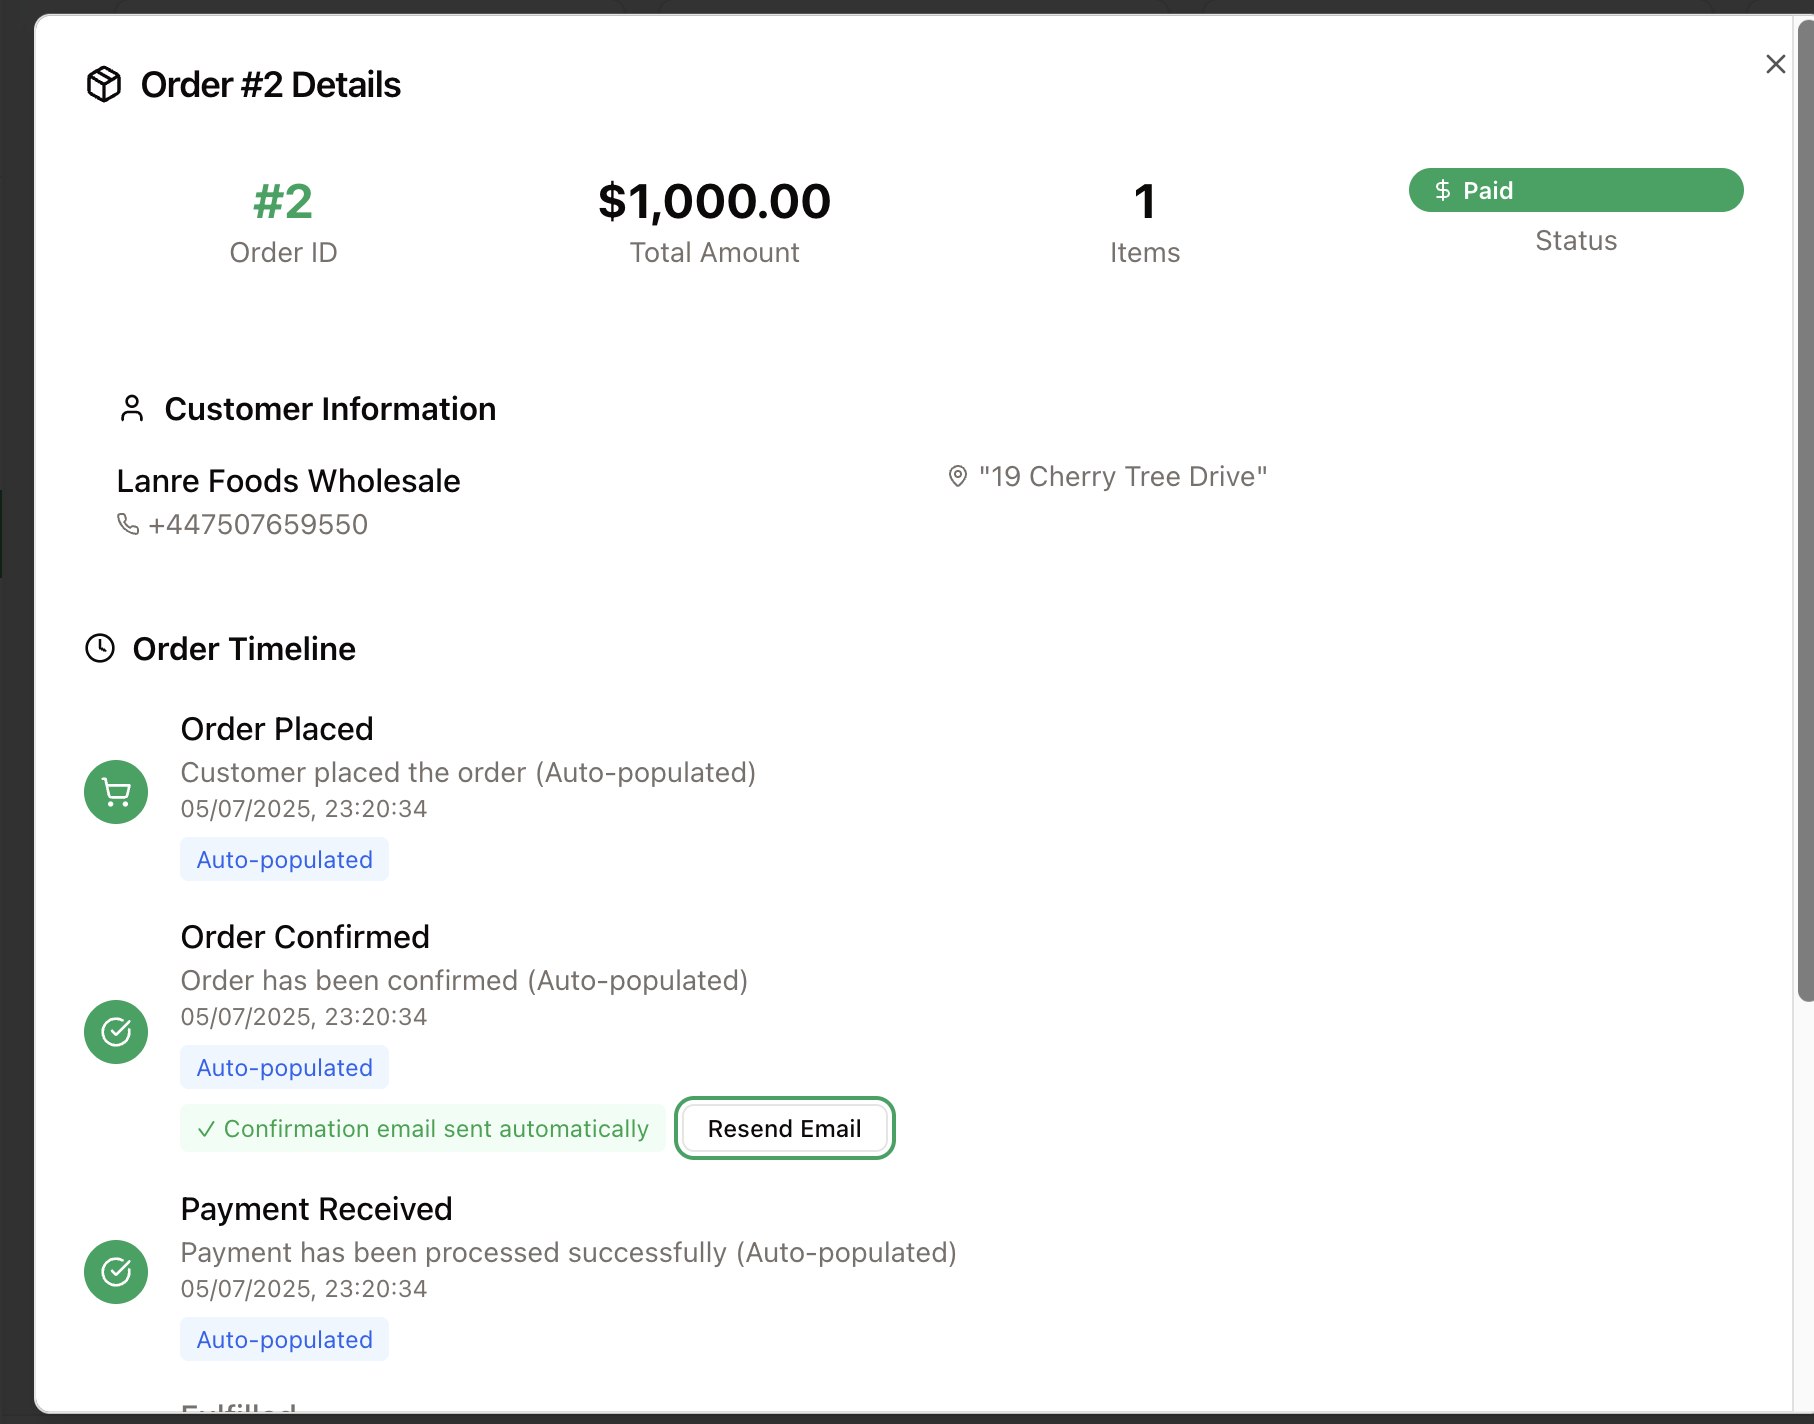 Order #2 Details
#2
Order ID
$1,000.00
Total Amount
1
Items
$ Paid
Status
Customer Information
Lanre Foods Wholesale
+447507659550
"19 Cherry Tree Drive"
Order Timeline
Order Placed
Customer placed the order (Auto-populated)
05/07/2025, 23:20:34
Auto-populated
Order Confirmed
Order has been confirmed (Auto-populated)
05/07/2025, 23:20:34
Auto-populated
✓ Confirmation email sent automatically
Resend Email
Payment Received
Payment has been processed successfully (Auto-populated)
05/07/2025, 23:20:34
Auto-populated
Fulfilled